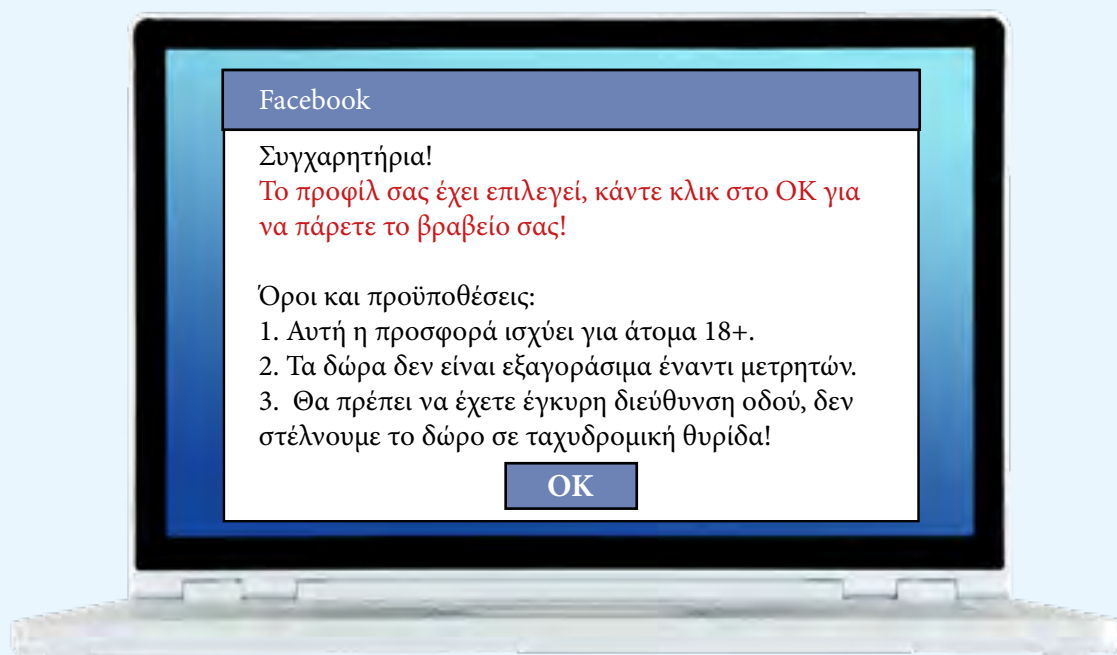 Facebook
Συγχαρητήρια!
Το προφίλ σας έχει επιλεγεί, κάντε κλικ στο ΟΚ για
να πάρετε το βραβείο σας!
Όροι και προϋποθέσεις:
1. Αυτή η προσφορά ισχύει για άτομα 18+.
2. Τα δώρα δεν είναι εξαγοράσιμα έναντι μετρητών.
3. Θα πρέπει να έχετε έγκυρη διεύθυνση οδού, δεν
στέλνουμε το δώρο σε ταχυδρομική θυρίδα!
OK